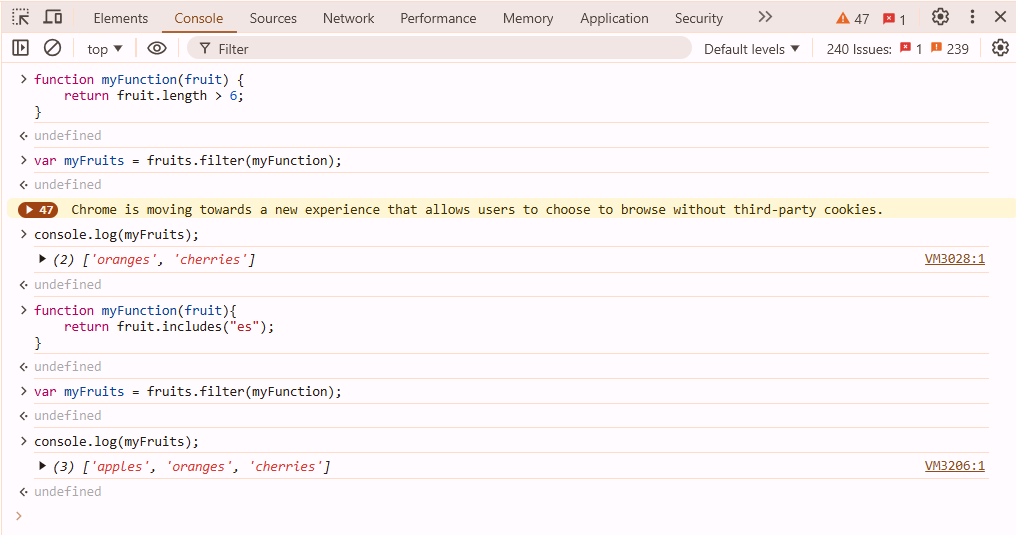 Elements Console Sources Network Performance Memory Application Security 47 1
top Filter Default levels 240 Issues: 1 239
function myFunction(fruit) {
    return fruit.length > 6;
}
undefined
var myFruits = fruits.filter(myFunction);
undefined
47 Chrome is moving towards a new experience that allows users to choose to browse without third-party cookies.
console.log(myFruits);
(2) ['oranges', 'cherries'] VM3028:1
undefined
function myFunction(fruit){
    return fruit.includes("es");
}
undefined
var myFruits = fruits.filter(myFunction);
undefined
console.log(myFruits);
(3) ['apples', 'oranges', 'cherries'] VM3206:1
undefined